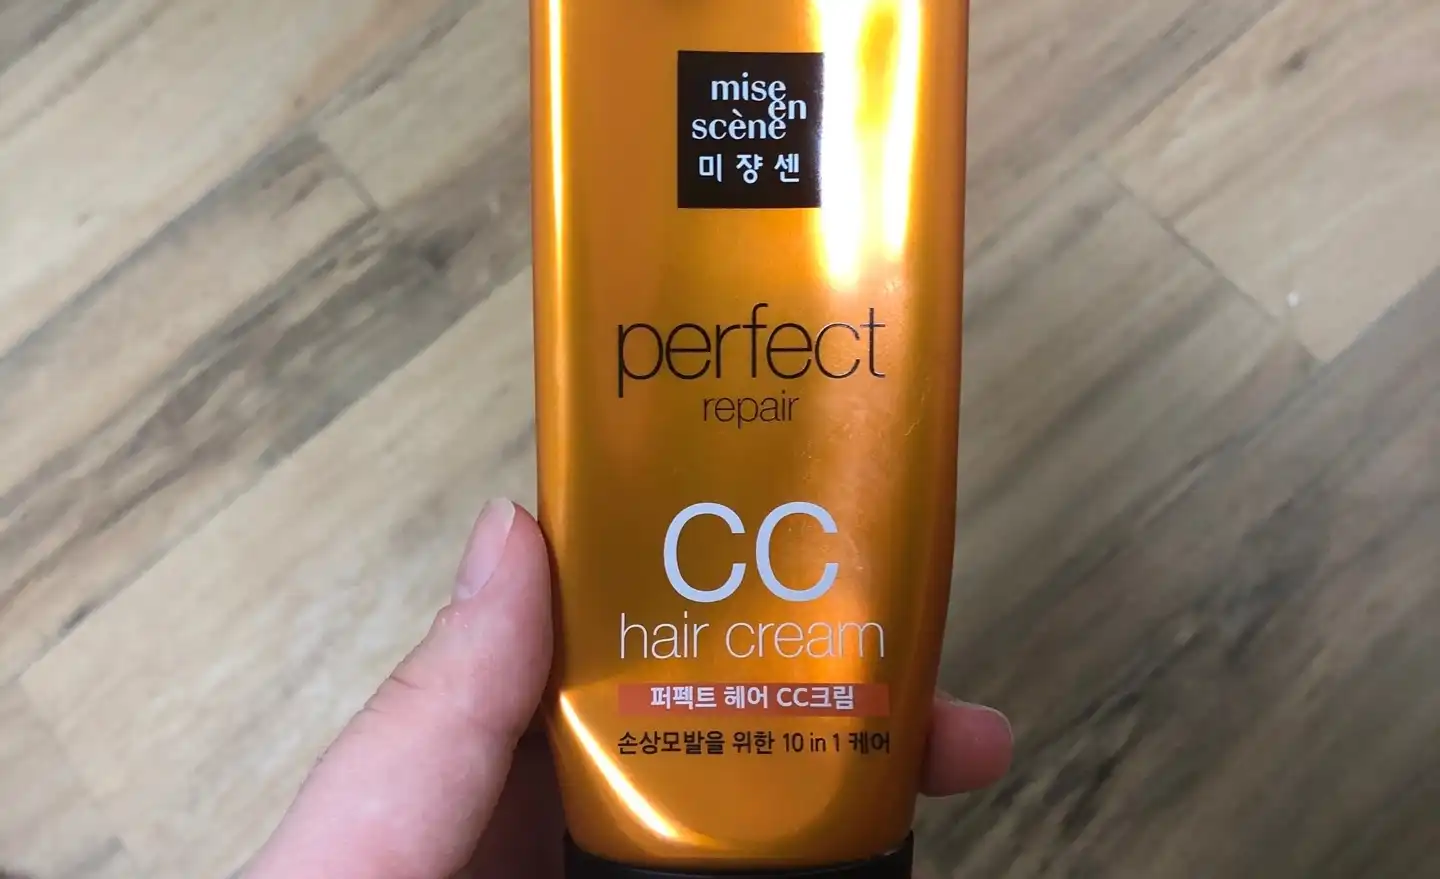 mise
en
scène
미쟝센
perfect
repair
CC
hair cream
퍼펙트 헤어 CC크림
손상모발을 위한 10 in 1 케어